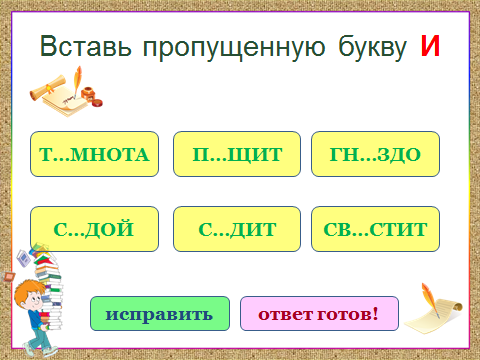 Вставь пропущенную букву И
Т...МНОТА П...ЩИТ ГН...ЗДО
С...ДОЙ С...ДИТ СВ...СТИТ
исправить ответ готов!